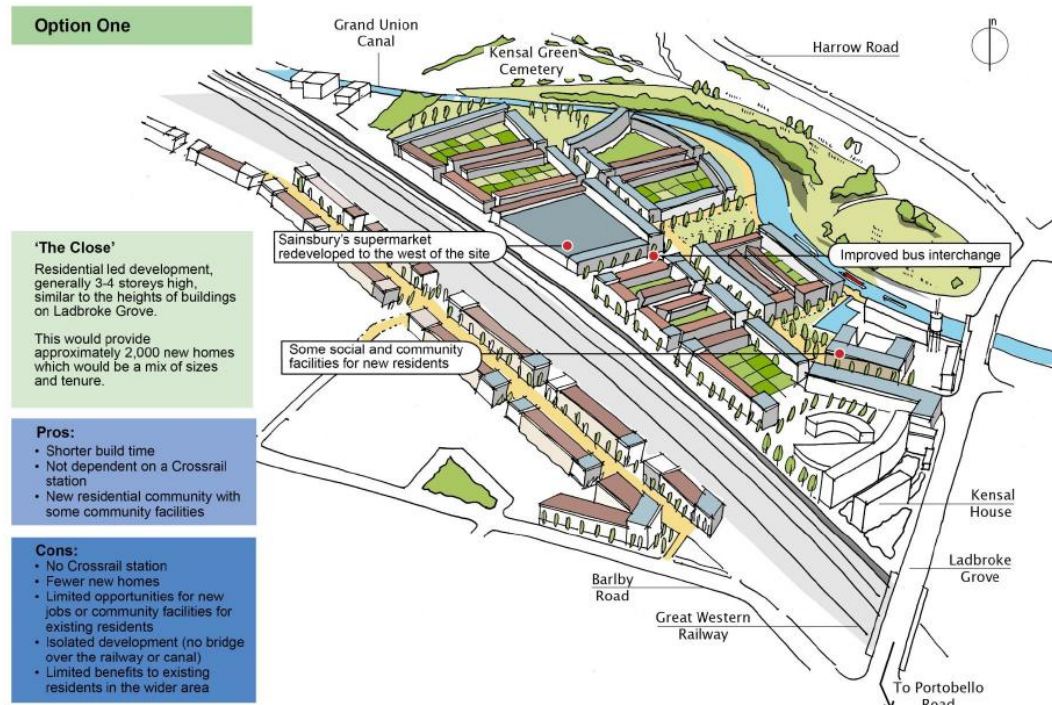 Option One
'The Close'
Residential led development,
generally 3-4 storeys high,
similar to the heights of buildings
on Ladbroke Grove.
This would provide
approximately 2,000 new homes
which would be a mix of sizes
and tenure.
Pros:
• Shorter build time
• Not dependent on a Crossrail
station
• New residential community with
some community facilities
Cons:
• No Crossrail station
• Fewer new homes
• Limited opportunities for new
jobs or community facilities for
existing residents
• Isolated development (no bridge
over the railway or canal)
• Limited benefits to existing
residents in the wider area
Grand Union
Canal
Kensal Green
Cemetery
Harrow Road
n
Sainsbury's supermarket
redeveloped to the west of the site
Improved bus interchange
Some social and community
facilities for new residents
Kensal
House
Ladbroke
Grove
Barlby
Road
Great Western
Railway
To Portobello
Road